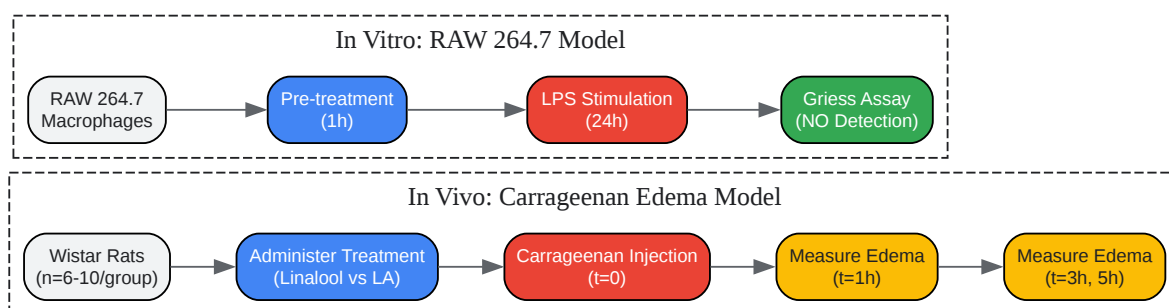 In Vitro: RAW 264.7 Model
RAW 264.7
Macrophages
Pre-treatment
(1h)
LPS Stimulation
(24h)
Griess Assay
(NO Detection)
In Vivo: Carrageenan Edema Model
Wistar Rats
(n=6-10/group)
Administer Treatment
(Linalool vs LA)
Carrageenan Injection
(t=0)
Measure Edema
(t=1h)
Measure Edema
(t=3h, 5h)